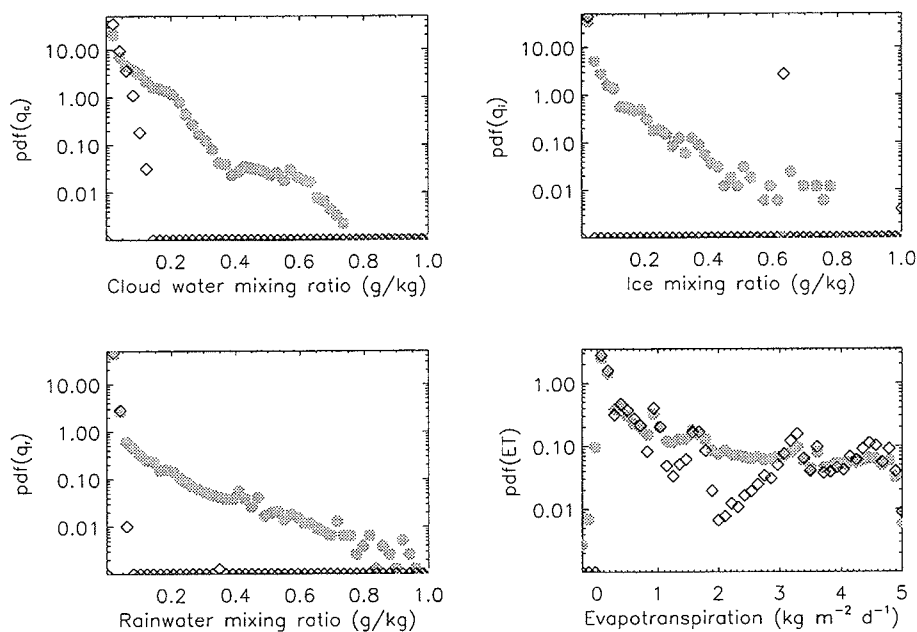 10.00
1.00
0.10
0.01
pdf(q_c)
0.2 0.4 0.6 0.8 1.0
Cloud water mixing ratio (g/kg)
10.00
1.00
0.10
0.01
pdf(q_i)
0.2 0.4 0.6 0.8 1.0
Ice mixing ratio (g/kg)
10.00
1.00
0.10
0.01
pdf(q_r)
0.2 0.4 0.6 0.8 1.0
Rainwater mixing ratio (g/kg)
1.00
0.10
0.01
pdf(ET)
0 1 2 3 4 5
Evapotranspiration (kg m⁻² d⁻¹)